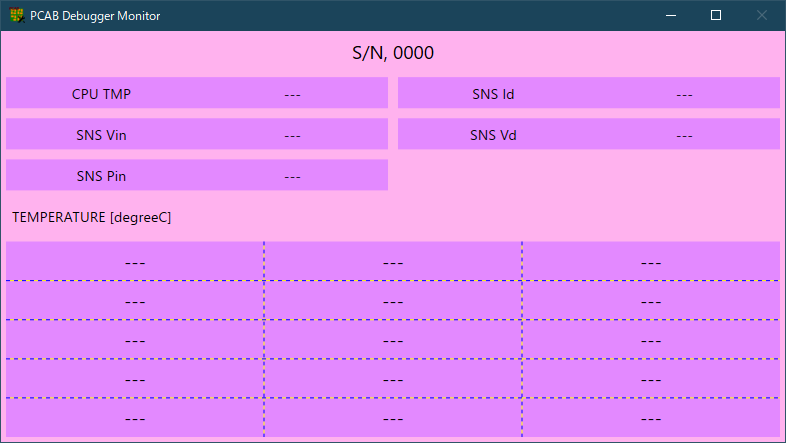 PCAB Debugger Monitor
S/N, 0000
CPU TMP --- SNS Id ---
SNS Vin --- SNS Vd ---
SNS Pin ---
TEMPERATURE [degreeC]
--- --- ---
--- --- ---
--- --- ---
--- --- ---
--- --- ---